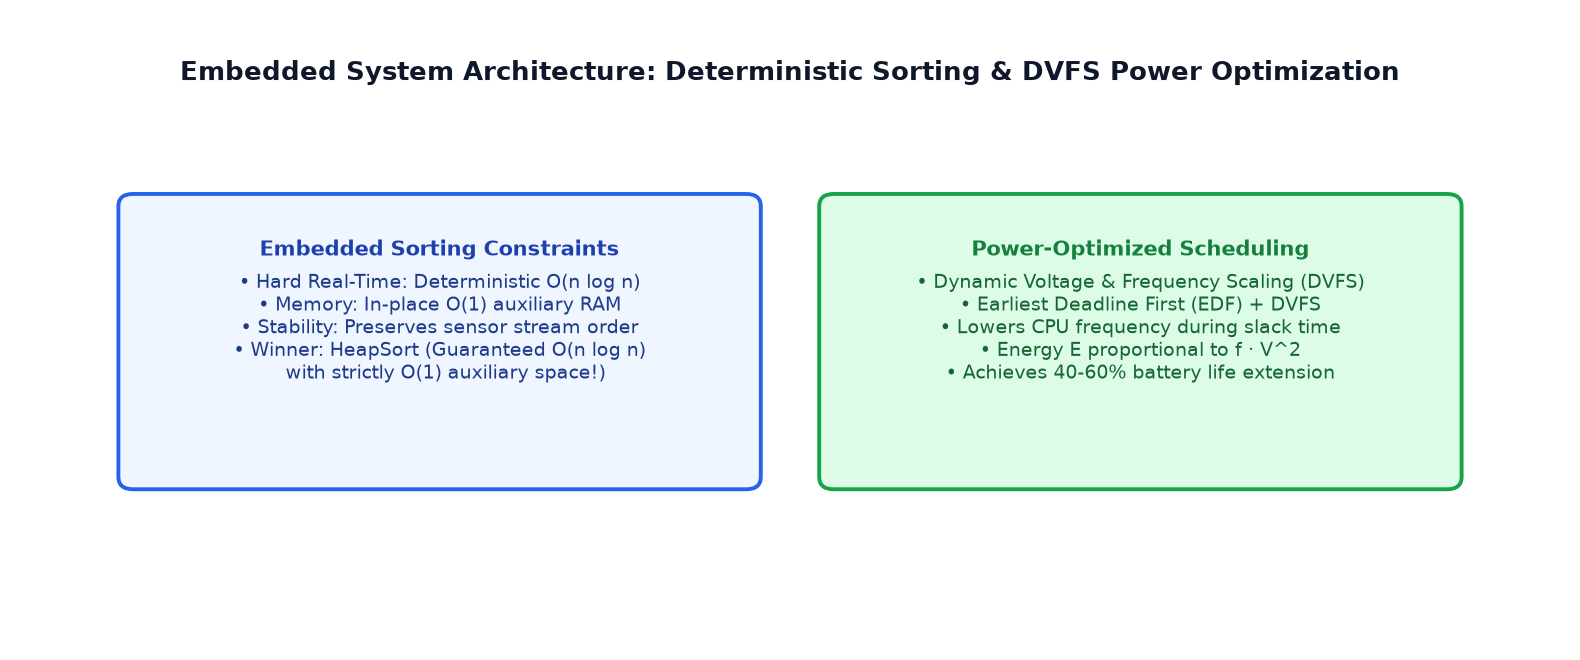 Embedded System Architecture: Deterministic Sorting & DVFS Power Optimization
Embedded Sorting Constraints
• Hard Real-Time: Deterministic O(n log n)
• Memory: In-place O(1) auxiliary RAM
• Stability: Preserves sensor stream order
• Winner: HeapSort (Guaranteed O(n log n)
with strictly O(1) auxiliary space!)
Power-Optimized Scheduling
• Dynamic Voltage & Frequency Scaling (DVFS)
• Earliest Deadline First (EDF) + DVFS
• Lowers CPU frequency during slack time
• Energy E proportional to f · V^2
• Achieves 40-60% battery life extension